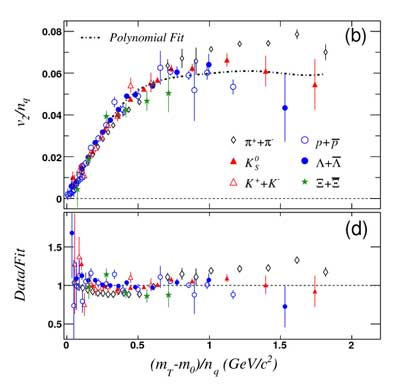 Polynomial Fit
(b)
0.08
0.06
0.04
0.02
0
v₂/n_q
π⁺+π⁻
p+p̅
K⁰_S
Λ+Λ̅
K⁺+K⁻
Ξ+Ξ̅
(d)
1.5
1
0.5
Data/Fit
0 0.5 1 1.5 2
(m_T-m_0)/n_q (GeV/c²)